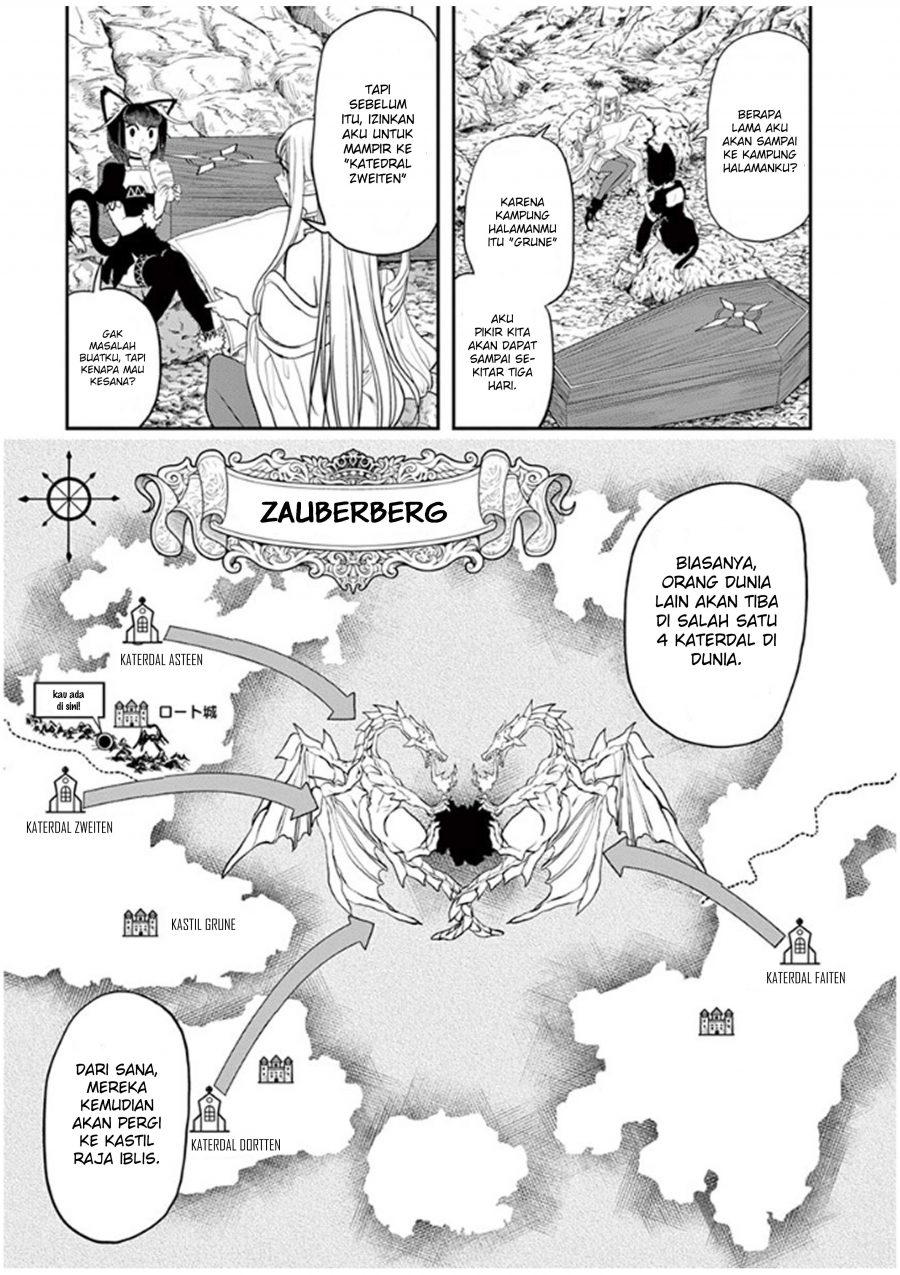 BERAPA
LAMA AKU
AKAN SAMPAI
KE KAMPUNG
HALAMANKU?
KARENA
KAMPUNG
HALAMANMU
ITU "GRUNE"
AKU
PIKIR KITA
AKAN DAPAT
SAMPAI SE-
KITAR TIGA
HARI.
TAPI
SEBELUM
ITU, IZINKAN
AKU UNTUK
MAMPIR KE
"KATEDRAL
ZWEITEN"
GAK
MASALAH
BUATKU, TAPI
KENAPA MAU
KESANA?
ZAUBERBERG
BIASANYA,
ORANG DUNIA
LAIN AKAN TIBA
DI SALAH SATU
4 KATERDAL DI
DUNIA.
KATERDAL ASTEEN
kau ada
di sini!
ロート城
KATERDAL ZWEITEN
KASTIL GRUNE
KATERDAL FAITEN
DARI SANA,
MEREKA
KEMUDIAN
AKAN PERGI
KE KASTIL
RAJA IBLIS.
KATERDAL DORTTEN